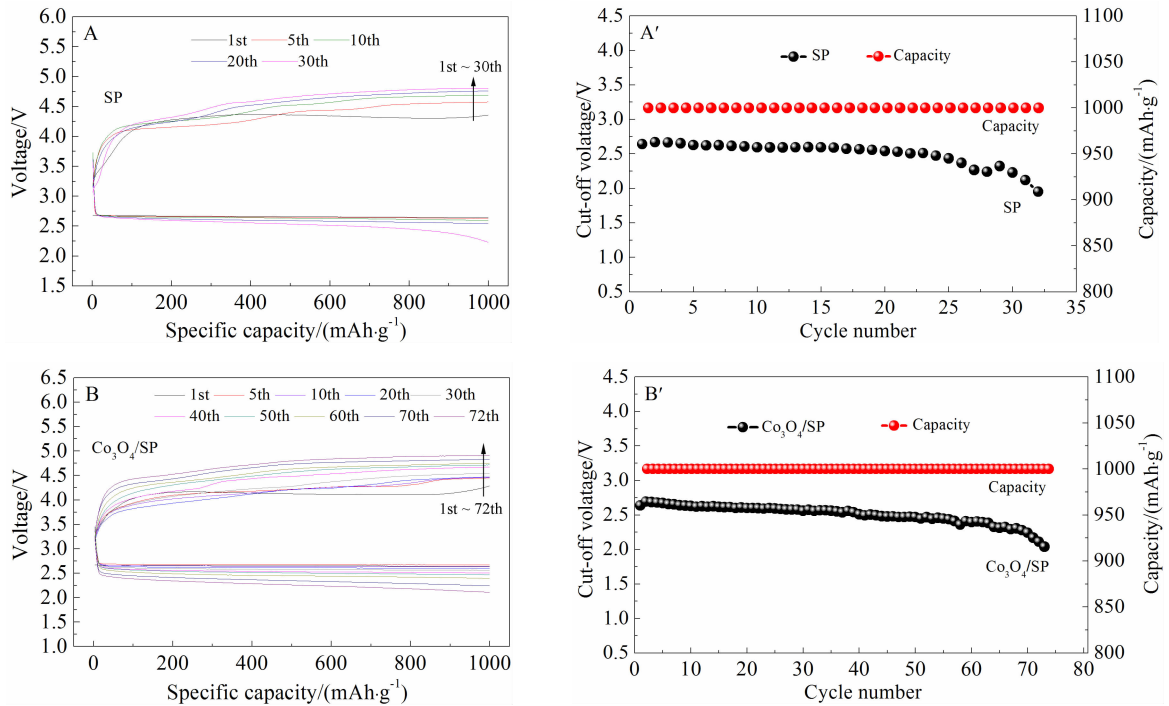 A
1st 5th 10th
20th 30th
SP
1st ~ 30th
Voltage/V
6.0
5.5
5.0
4.5
4.0
3.5
3.0
2.5
2.0
1.5
0 200 400 600 800 1000
Specific capacity/(mAh·g⁻¹)
A′
SP Capacity
Capacity
SP
Cut-off volatage/V
4.5
4.0
3.5
3.0
2.5
2.0
1.5
1.0
0.5
Capacity/(mAh·g⁻¹)
1100
1050
1000
950
900
850
800
0 5 10 15 20 25 30 35
Cycle number
B
1st 5th 10th 20th 30th
40th 50th 60th 70th 72th
Co₃O₄/SP
1st ~ 72th
Voltage/V
6.5
6.0
5.5
5.0
4.5
4.0
3.5
3.0
2.5
2.0
1.5
1.0
0 200 400 600 800 1000
Specific capacity/(mAh·g⁻¹)
B′
Co₃O₄/SP Capacity
Capacity
Co₃O₄/SP
Cut-off volatage/V
4.5
4.0
3.5
3.0
2.5
2.0
1.5
1.0
0.5
Capacity/(mAh·g⁻¹)
1100
1050
1000
950
900
850
800
0 10 20 30 40 50 60 70 80
Cycle number